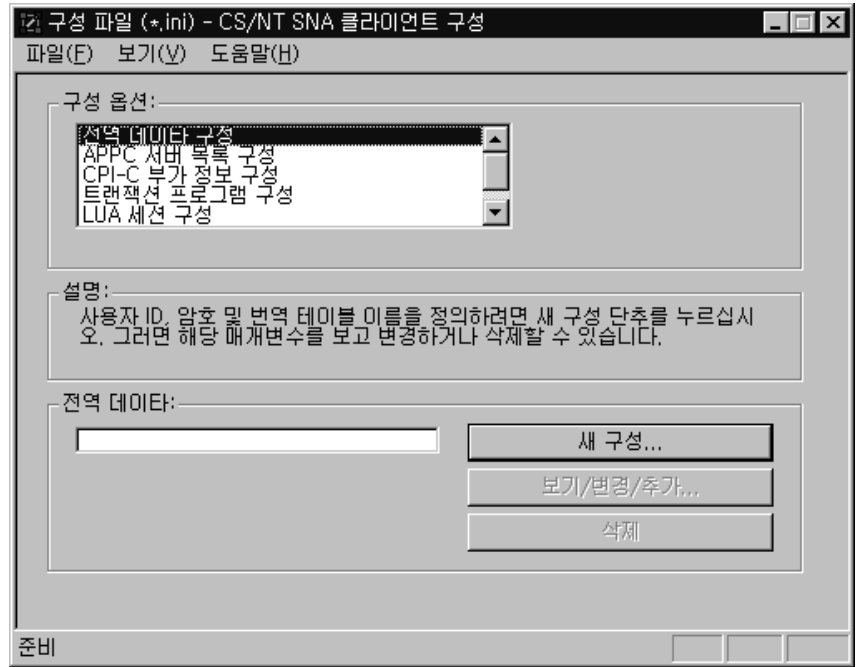 구성 파일 (*.ini) - CS/NT SNA 클라이언트 구성
파일(F) 보기(V) 도움말(H)
구성 옵션:
전역 데이타 구성
APPC 서버 목록 구성
CPI-C 부가 정보 구성
트랜잭션 프로그램 구성
LUA 세션 구성
설명:
사용자 ID, 암호 및 번역 테이블 이름을 정의하려면 새 구성 단추를 누르십시
오. 그러면 해당 매개변수를 보고 변경하거나 삭제할 수 있습니다.
전역 데이타:
새 구성...
보기/변경/추가...
삭제
준비